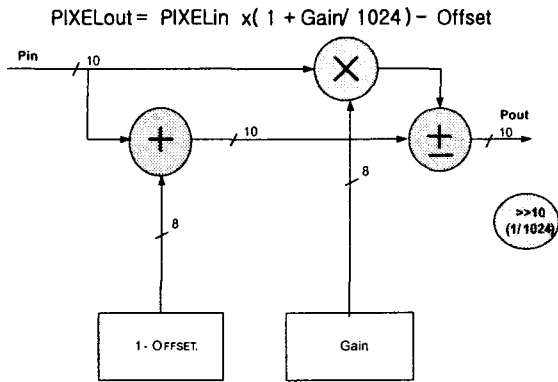 PIXELout = PIXELin x( 1 + Gain/ 1024) - Offset
Pin
10
×
+
10
±
Pout
10
8
8
>>10
(1/1024)
1- OFFSET.
Gain